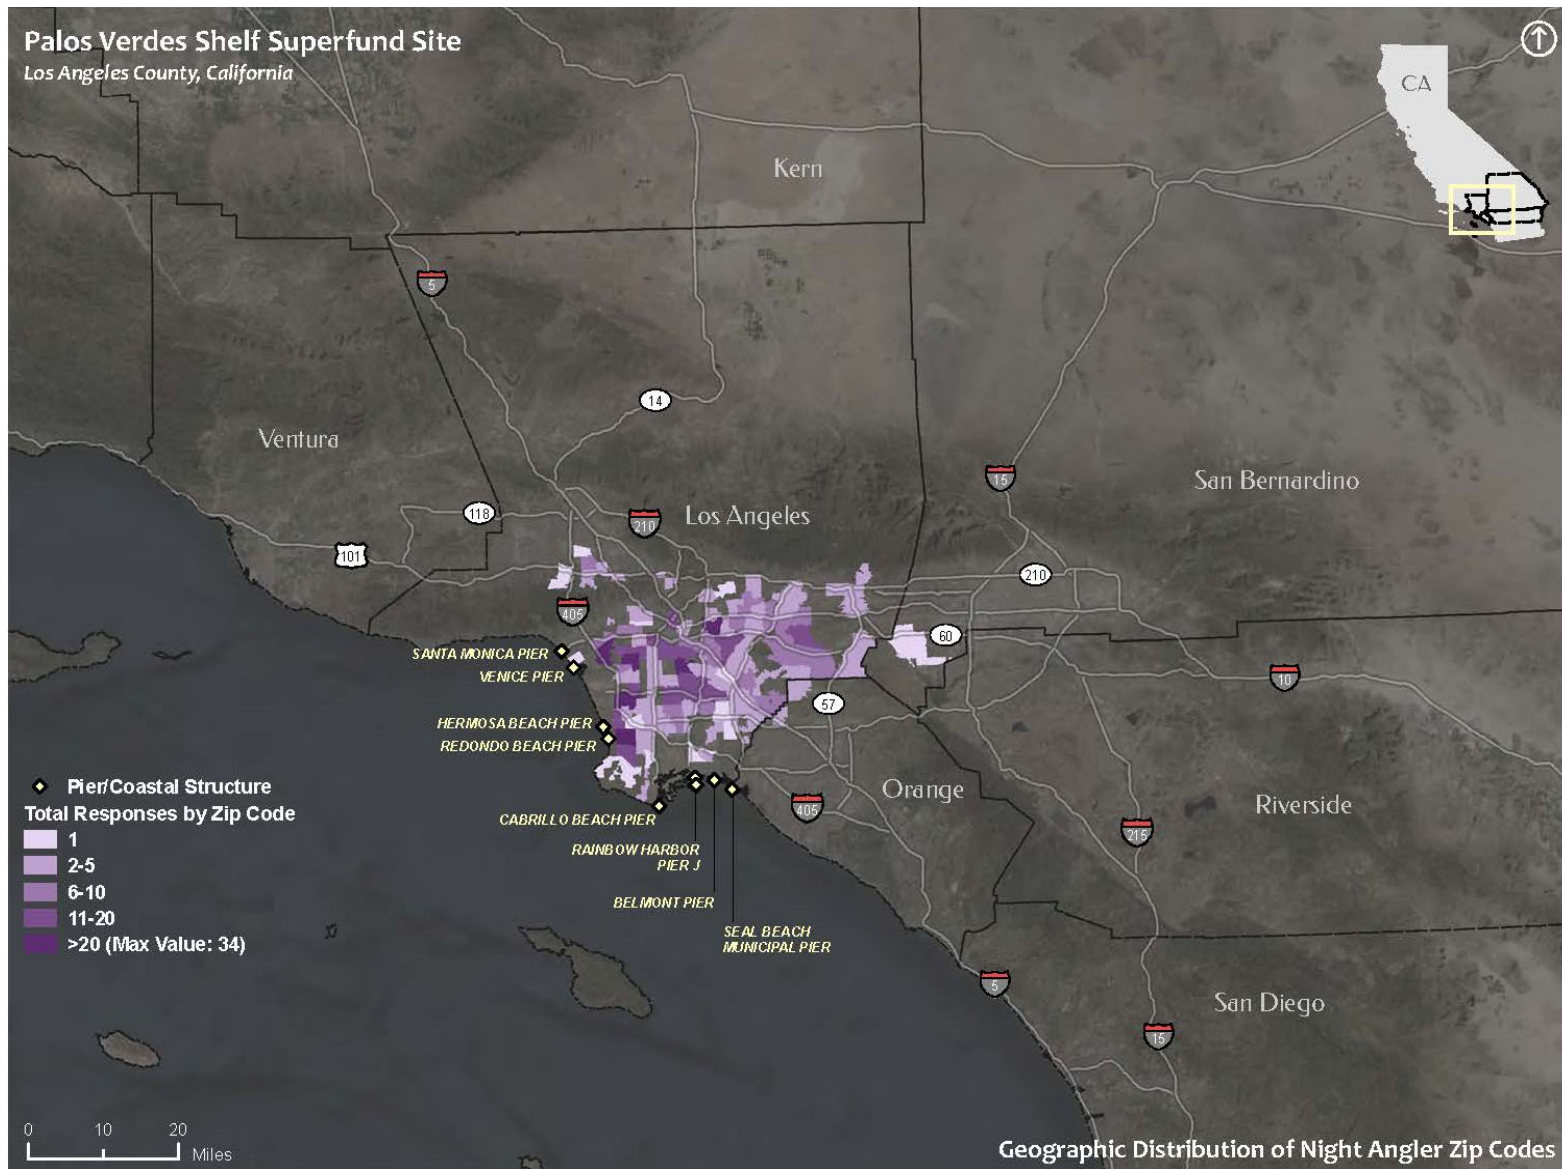 Palos Verdes Shelf Superfund Site
Los Angeles County, California
CA
Kern
5
14
Ventura
San Bernardino
15
118
Los Angeles
210
101
210
405
60
SANTA MONICA PIER
VENICE PIER
10
57
HERMOSA BEACH PIER
REDONDO BEACH PIER
Pier/Coastal Structure
Orange
Riverside
405
Total Responses by Zip Code
CABRILLO BEACH PIER
215
1
RAINBOW HARBOR
PIER J
2-5
6-10
BELMONT PIER
11-20
SEAL BEACH
MUNICIPAL PIER
>20 (Max Value: 34)
5
San Diego
15
0 10 20
Miles
Geographic Distribution of Night Angler Zip Codes